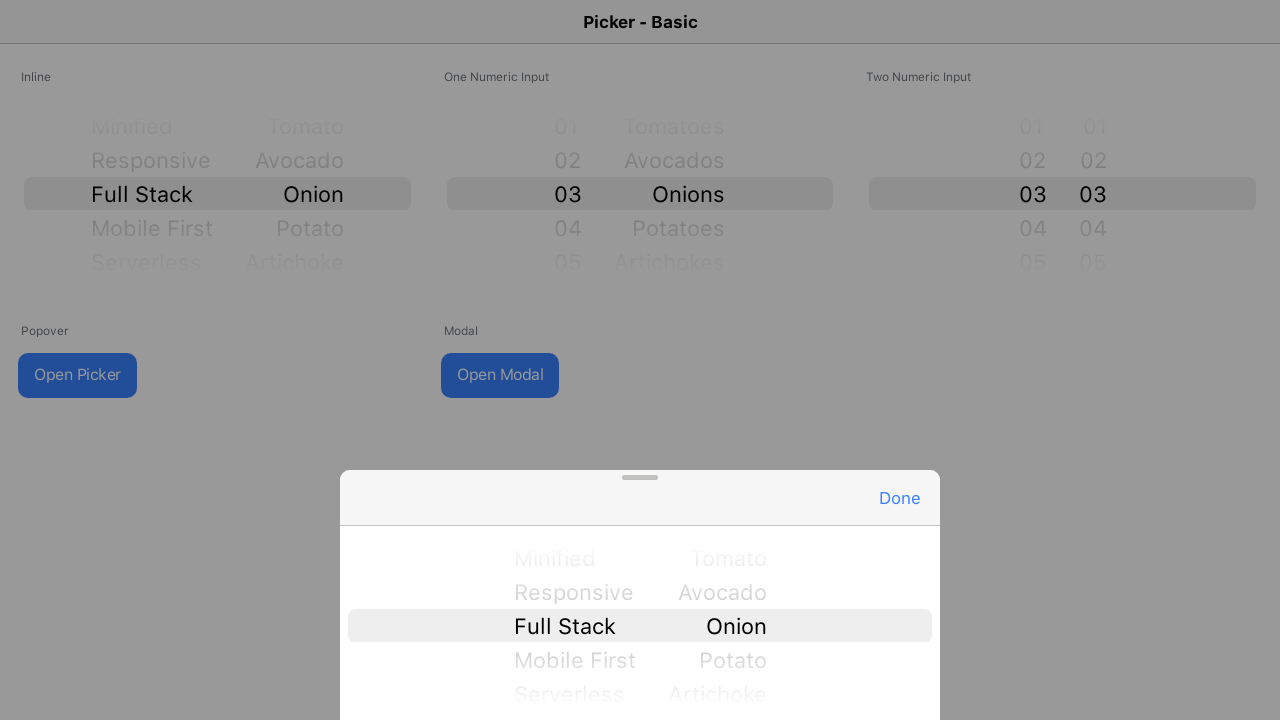 Picker - Basic
Inline
Minified Tomato
Responsive Avocado
Full Stack Onion
Mobile First Potato
Serverless Artichoke
One Numeric Input
01 Tomatoes
02 Avocados
03 Onions
04 Potatoes
05 Artichokes
Two Numeric Input
01 01
02 02
03 03
04 04
05 05
Popover
Open Picker
Modal
Open Modal
Done
Minified Tomato
Responsive Avocado
Full Stack Onion
Mobile First Potato
Serverless Artichoke